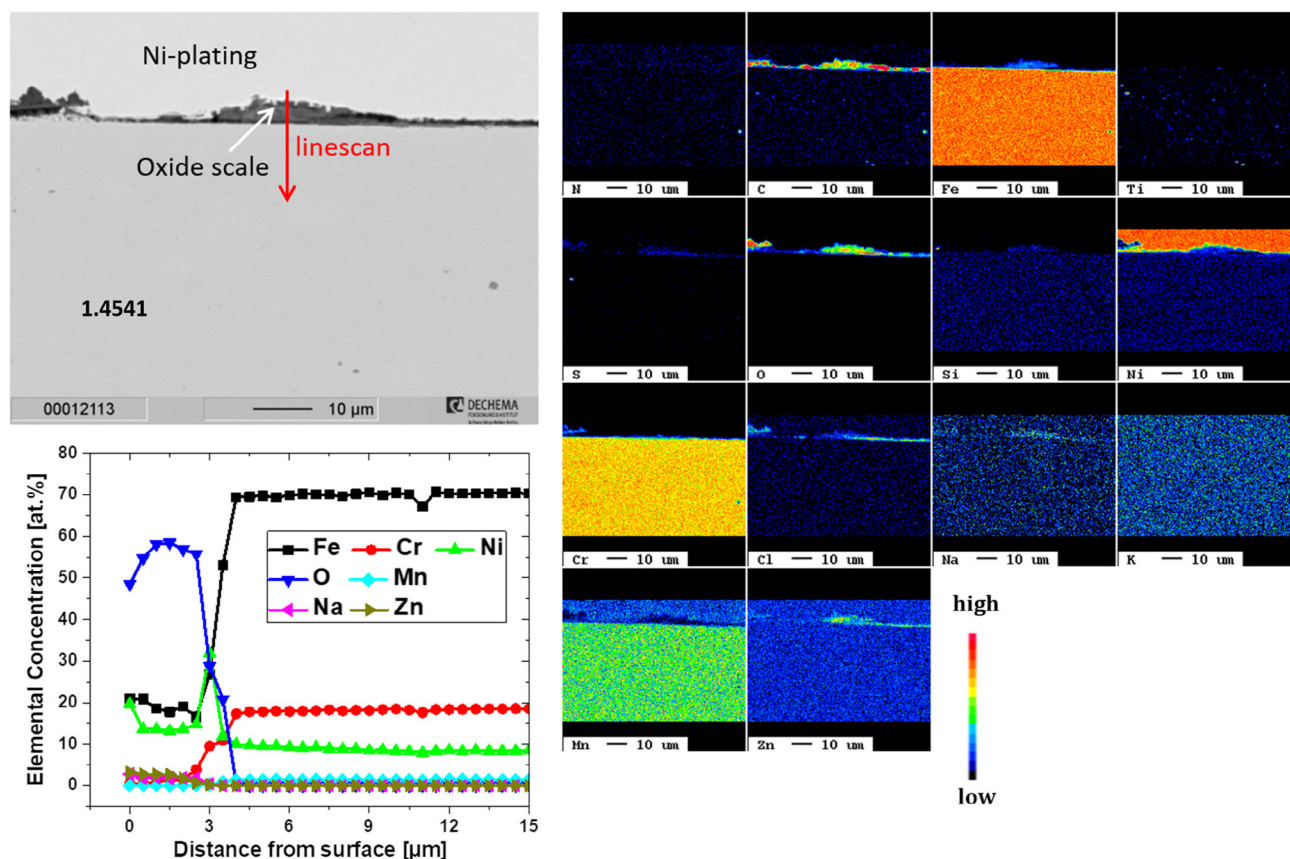 Ni-plating
linescan
Oxide scale
1.4541
00012113
10 µm
DECHEMA
FORSCHUNGSINSTITUT
N 10 um
C 10 um
Fe 10 um
Ti 10 um
S 10 um
O 10 um
Si 10 um
Ni 10 um
Cr 10 um
Cl 10 um
Na 10 um
K 10 um
Mn 10 um
Zn 10 um
high
low
Elemental Concentration [at.%]
80
70
60
50
40
30
20
10
0
Fe Cr Ni
O Mn
Na Zn
0 3 6 9 12 15
Distance from surface [µm]